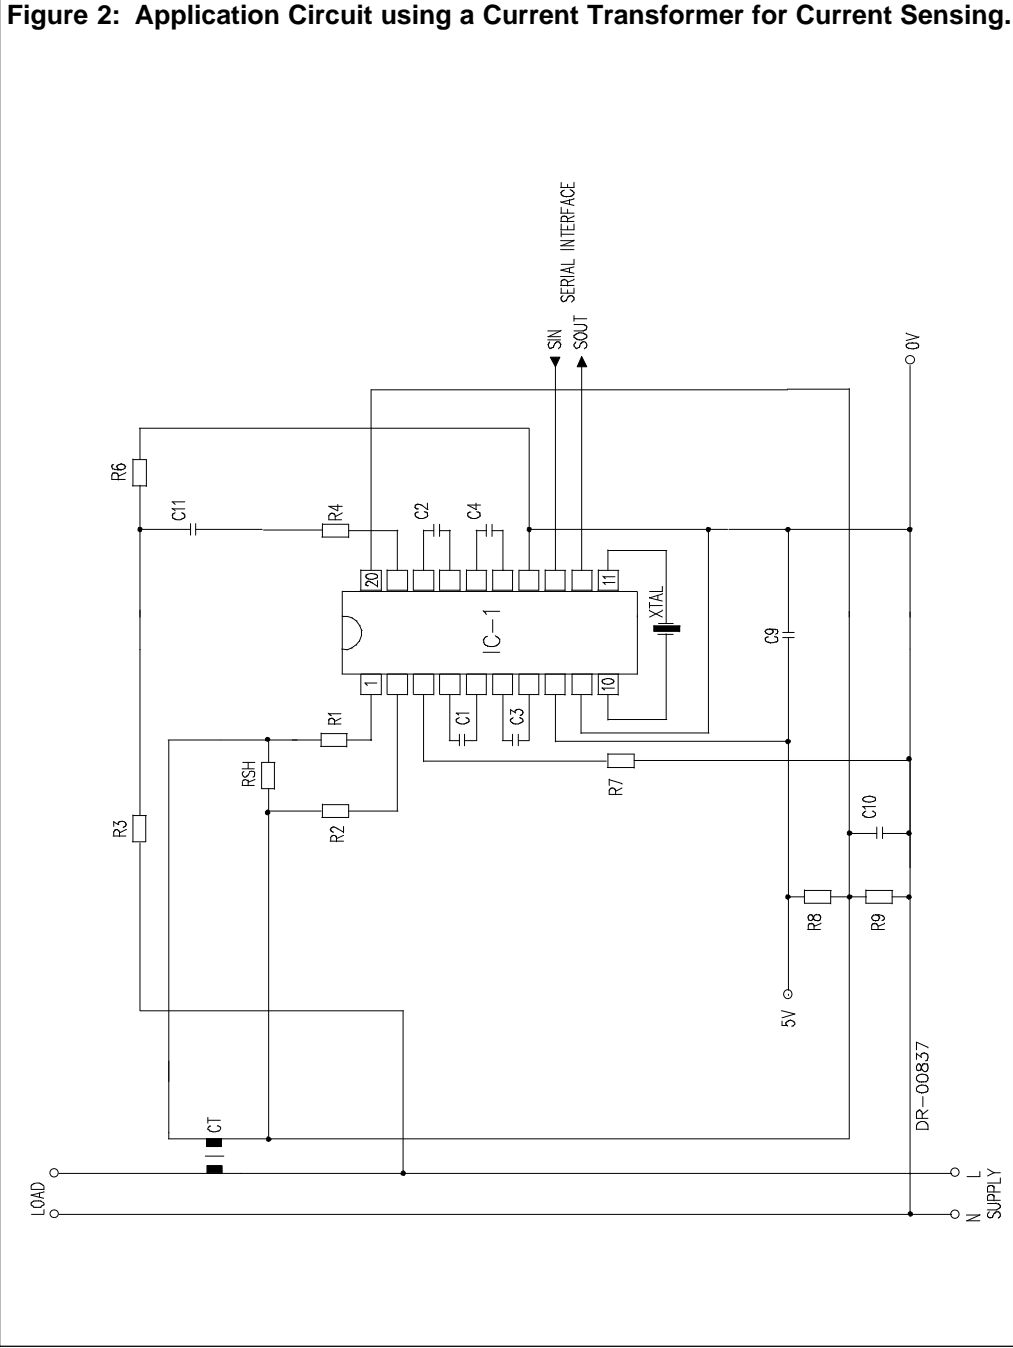 Figure 2: Application Circuit using a Current Transformer for Current Sensing.
SERIAL INTERFACE
SIN
SOUT
0V
R6
C11
R4
C2
C4
20
11
IC-1
XTAL
C9
1
10
R1
C1
C3
RSH
R7
R3
R2
C10
R8
R9
5V
DR-00837
CT
LOAD
L
N
SUPPLY